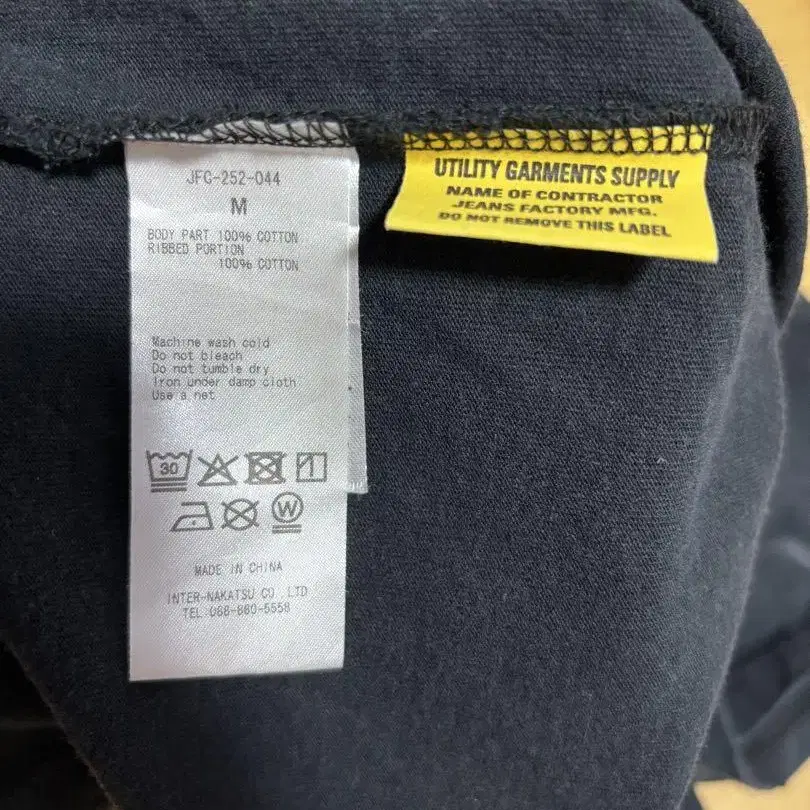 JFC-252-044
M
BODY PART 100% COTTON
RIBBED PORTION
100% COTTON
Machine wash cold
Do not bleach
Do not tumble dry
Iron under damp cloth
Use a net
30
W
MADE IN CHINA
INTER-NAKATSU CO .LTD
TEL.088-880-5558
UTILITY GARMENTS SUPPLY
NAME OF CONTRACTOR
JEANS FACTORY MFG.
DO NOT REMOVE THIS LABEL